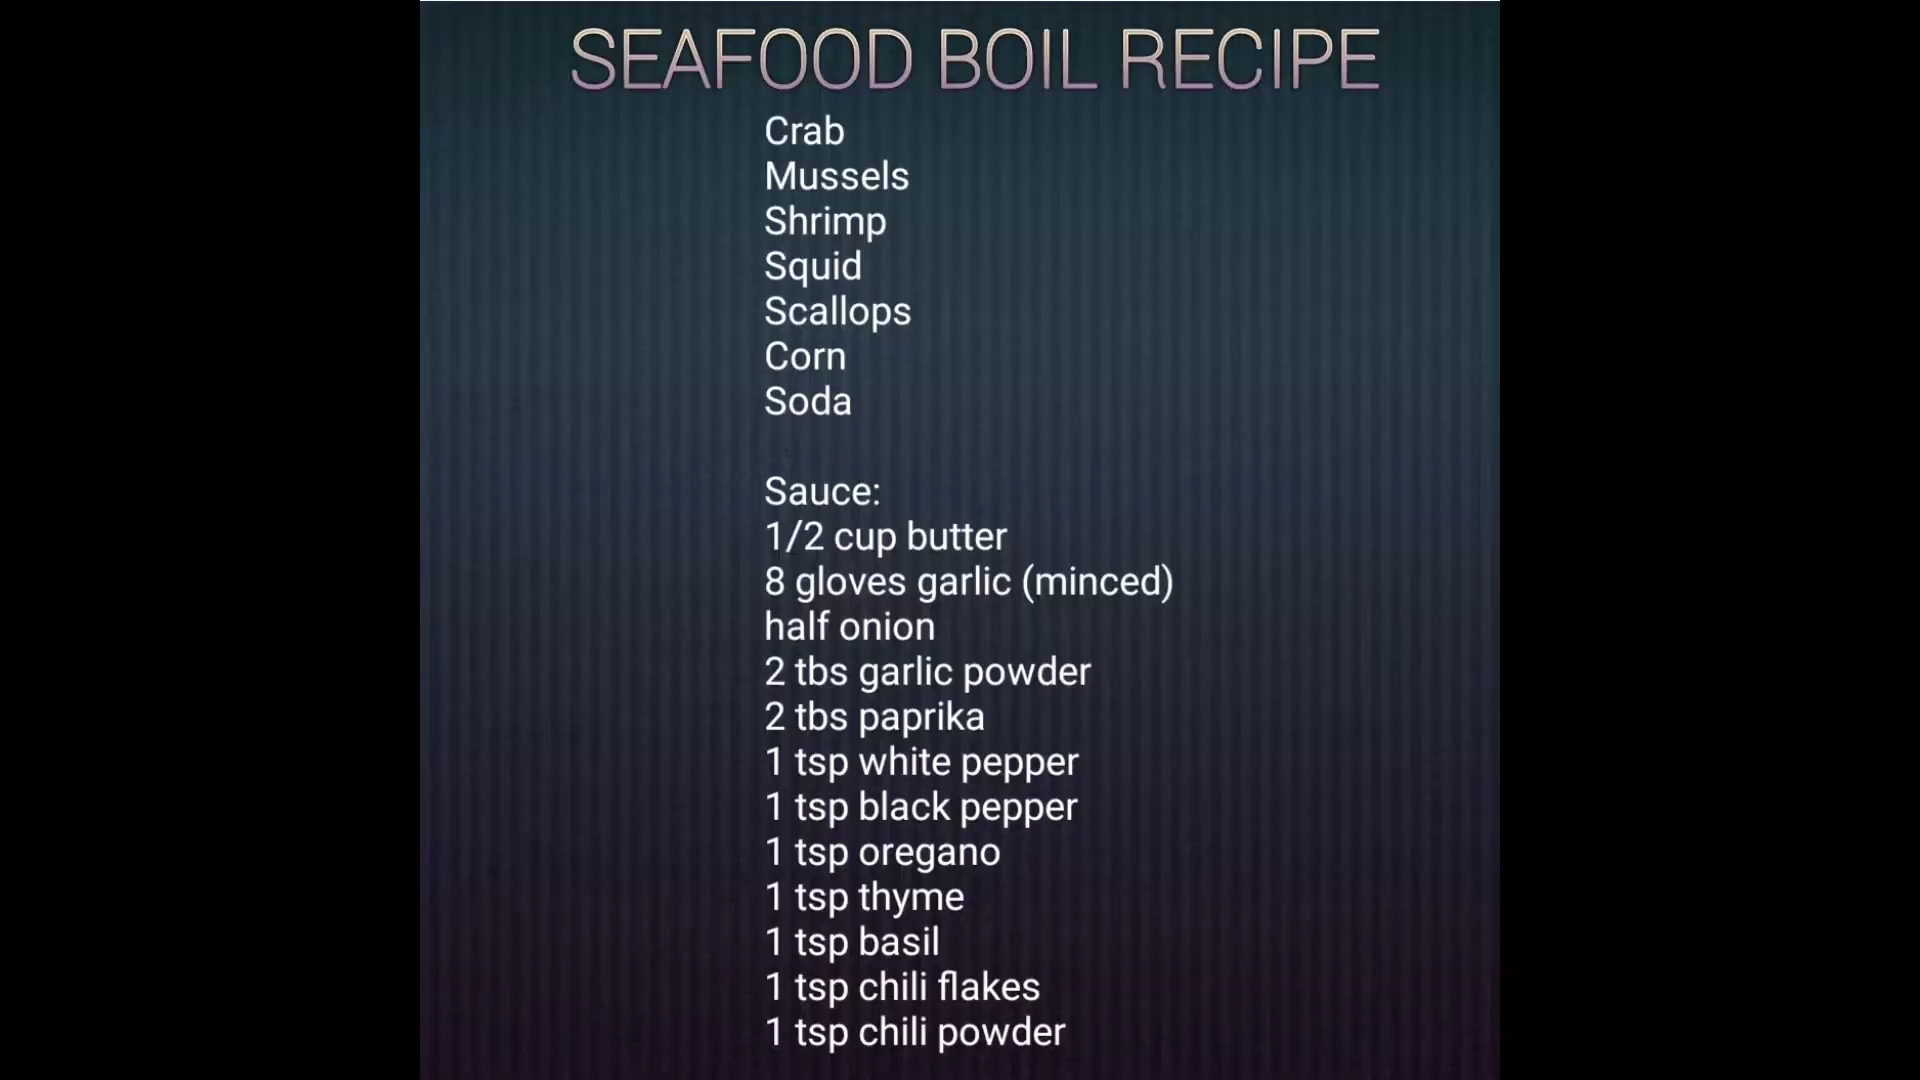 SEAFOOD BOIL RECIPE
Crab
Mussels
Shrimp
Squid
Scallops
Corn
Soda
Sauce:
1/2 cup butter
8 gloves garlic (minced)
half onion
2 tbs garlic powder
2 tbs paprika
1 tsp white pepper
1 tsp black pepper
1 tsp oregano
1 tsp thyme
1 tsp basil
1 tsp chili flakes
1 tsp chili powder